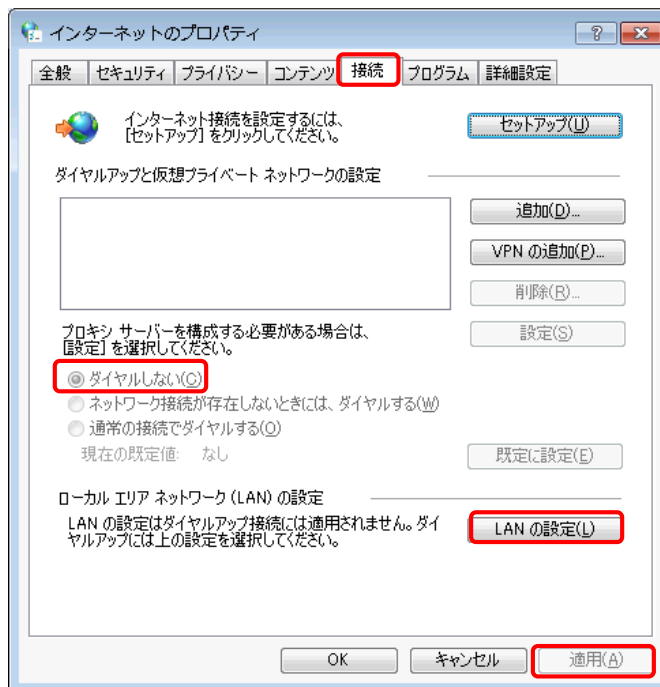 インターネットのプロパティ
全般 セキュリティ プライバシー コンテンツ 接続 プログラム 詳細設定
インターネット接続を設定するには、
[セットアップ] をクリックしてください。
セットアップ(U)
ダイヤルアップと仮想プライベート ネットワークの設定
追加(D)...
VPN の追加(P)...
削除(R)...
プロキシ サーバーを構成する必要がある場合は、
[設定] を選択してください。
設定(S)
ダイヤルしない(C)
ネットワーク接続が存在しないときには、ダイヤルする(W)
通常の接続でダイヤルする(O)
現在の既定値: なし
既定に設定(E)
ローカル エリア ネットワーク (LAN) の設定
LAN の設定はダイヤルアップ接続には適用されません。ダイ
ヤルアップには上の設定を選択してください。
LAN の設定(L)
OK キャンセル 適用(A)